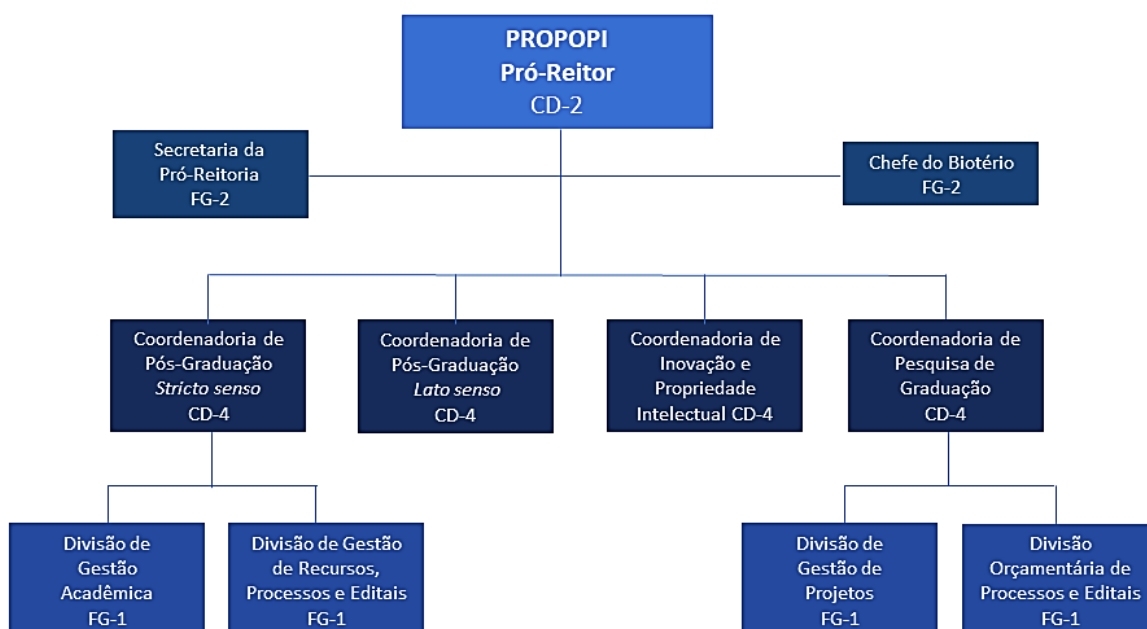 PROPOPI
Pró-Reitor
CD-2
Secretaria da
Pró-Reitoria
FG-2
Chefe do Biotério
FG-2
Coordenadoria de
Pós-Graduação
Stricto senso
CD-4
Coordenadoria de
Pós-Graduação
Lato senso
CD-4
Coordenadoria de
Inovação e
Propriedade
Intelectual CD-4
Coordenadoria de
Pesquisa de
Graduação
CD-4
Divisão de
Gestão
Acadêmica
FG-1
Divisão de Gestão
de Recursos,
Processos e Editais
FG-1
Divisão de
Gestão de
Projetos
FG-1
Divisão
Orçamentária de
Processos e Editais
FG-1